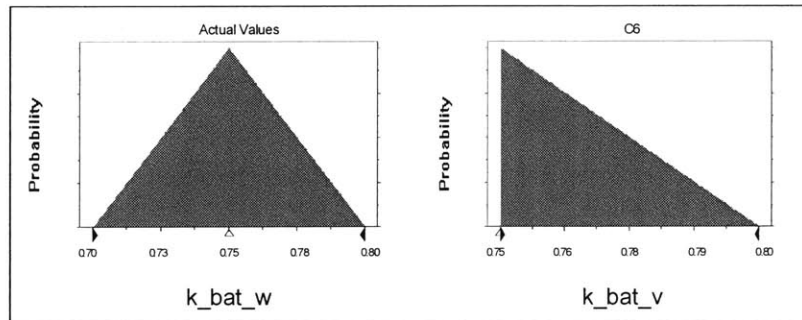 Actual Values
Probability
0.70 0.73 0.75 0.78 0.80
k_bat_w
C6
Probability
0.75 0.76 0.78 0.79 0.80
k_bat_v